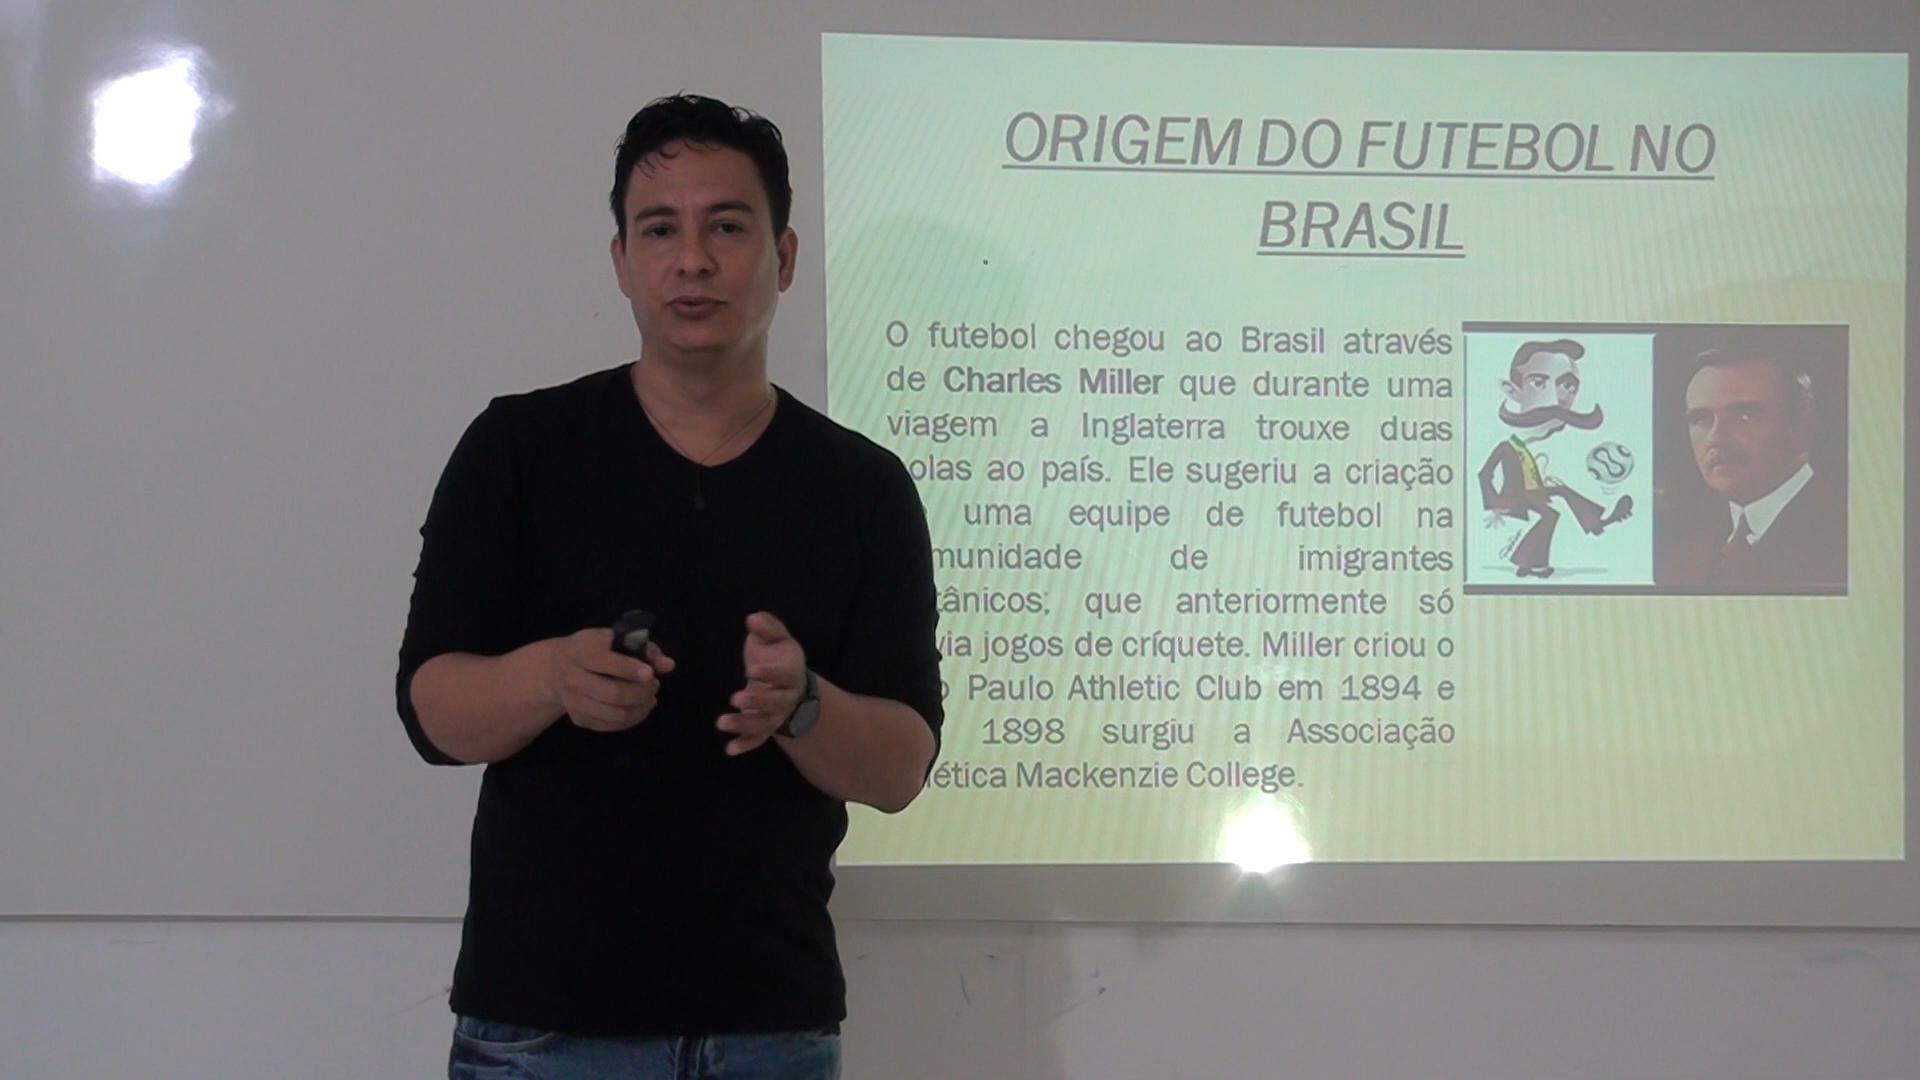 ORIGEM DO FUTEBOL NO
BRASIL
O futebol chegou ao Brasil através
de Charles Miller que durante uma
viagem a Inglaterra trouxe duas
olas ao país. Ele sugeriu a criação
uma equipe de futebol na
munidade de imigrantes
tânicos; que anteriormente só
via jogos de críquete. Miller criou o
Paulo Athletic Club em 1894 e
1898 surgiu a Associação
lética Mackenzie College.